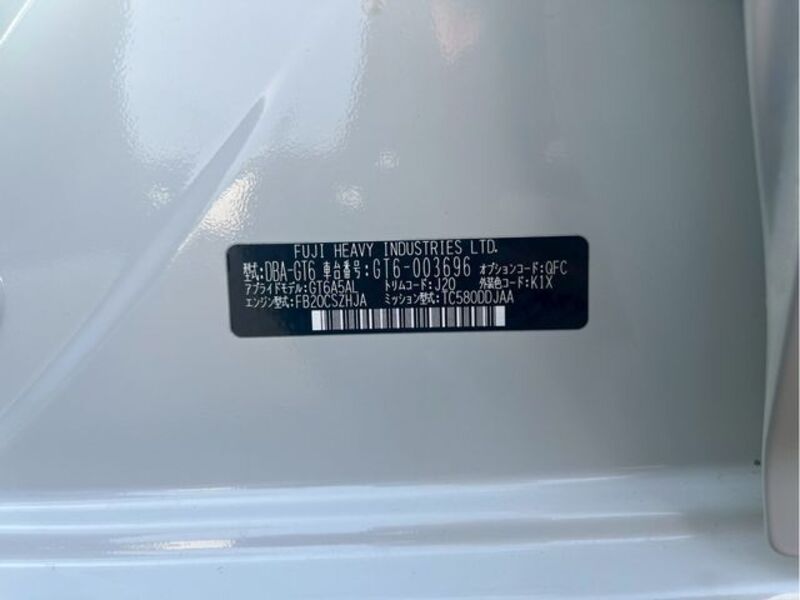 FUJI HEAVY INDUSTRIES LTD.
型式:DBA-GT6 車台番号:GT6-003696 オプションコード:QFC
アプライドモデル:GT6A5AL トリムコード:J20 外装色コード:K1X
エンジン型式:FB20CSZHJA ミッション型式:TC580DDJAA